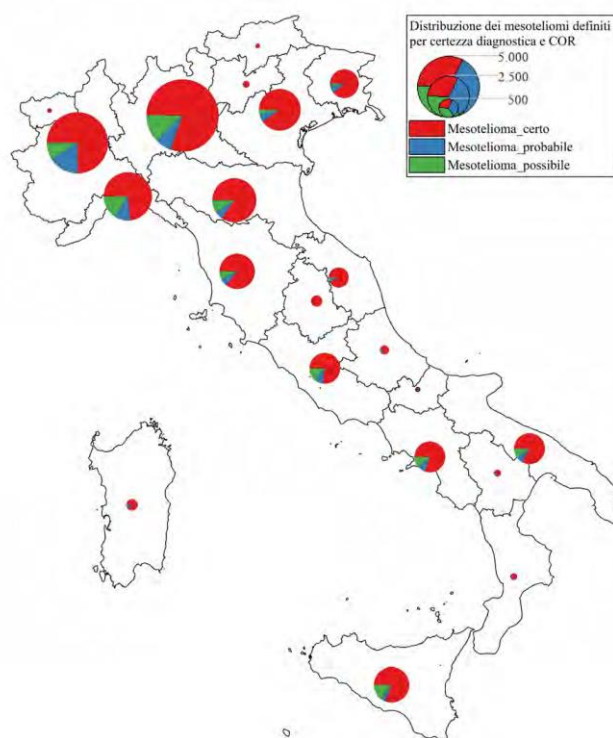 Distribuzione dei mesoteliomi definiti
per certezza diagnostica e COR
5.000
2.500
500
Mesotelioma_certo
Mesotelioma_probabile
Mesotelioma_possibile